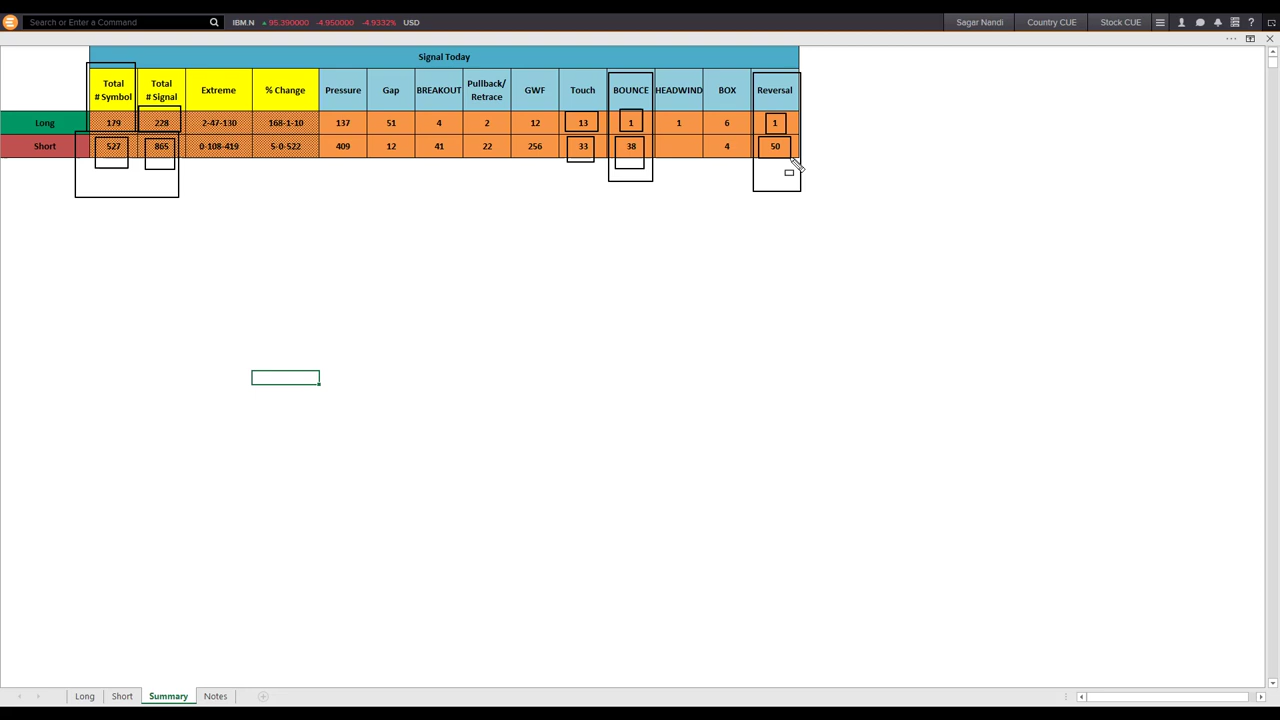 Search or Enter a Command IBM.N 95.390000 -4.950000 -4.9332% USD Sagar Nandi Country CUE Stock CUE
Signal Today
Total # Symbol Total # Signal Extreme % Change Pressure Gap BREAKOUT Pullback/ Retrace GWF Touch BOUNCE HEADWIND BOX Reversal
Long 179 228 2-47-130 168-1-10 137 51 4 2 12 13 1 1 6 1
Short 527 865 0-108-419 5-0-522 409 12 41 22 256 33 38 4 50
Long Short Summary Notes